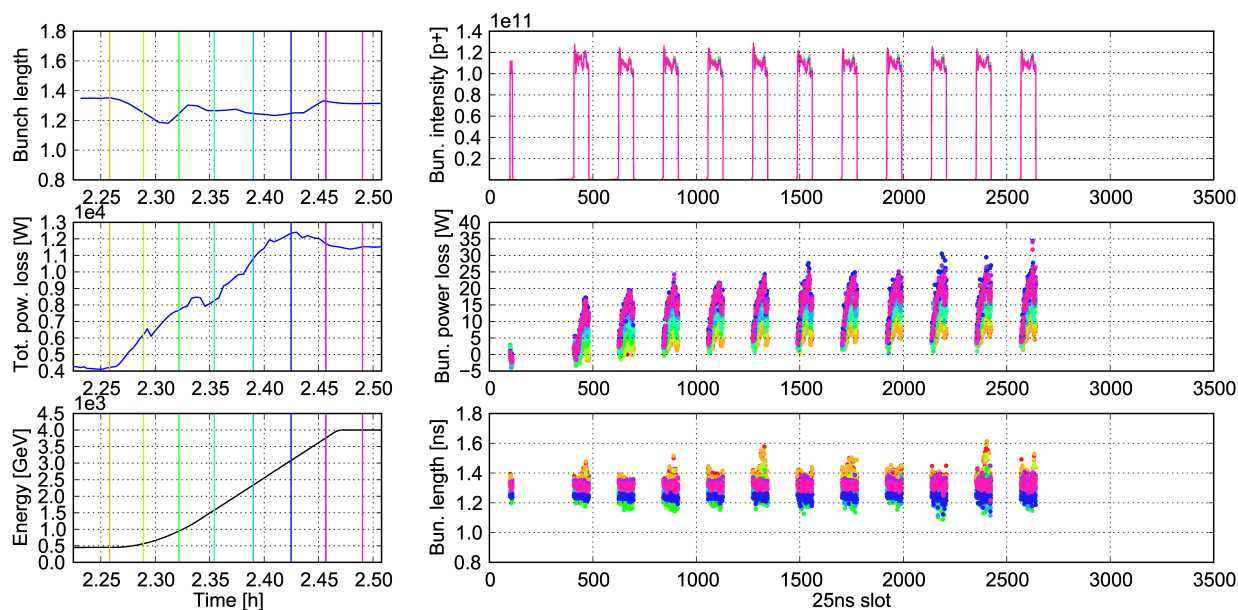 1.8
1.6
1.4
1.2
1.0
0.8
Bunch length
2.25 2.30 2.35 2.40 2.45 2.50
1e4
1.3
1.2
1.1
1.0
0.9
0.8
0.7
0.6
0.5
0.4
Tot. pow. loss [W]
2.25 2.30 2.35 2.40 2.45 2.50
1e3
4.5
4.0
3.5
3.0
2.5
2.0
1.5
1.0
0.5
0.0
Energy [GeV]
2.25 2.30 2.35 2.40 2.45 2.50
Time [h]
1e11
1.4
1.2
1.0
0.8
0.6
0.4
0.2
Bun. intensity [p+]
0 500 1000 1500 2000 2500 3000 3500
40
35
30
25
20
15
10
5
0
−5
Bun. power loss [W]
0 500 1000 1500 2000 2500 3000 3500
1.8
1.6
1.4
1.2
1.0
0.8
Bun. length [ns]
0 500 1000 1500 2000 2500 3000 3500
25ns slot